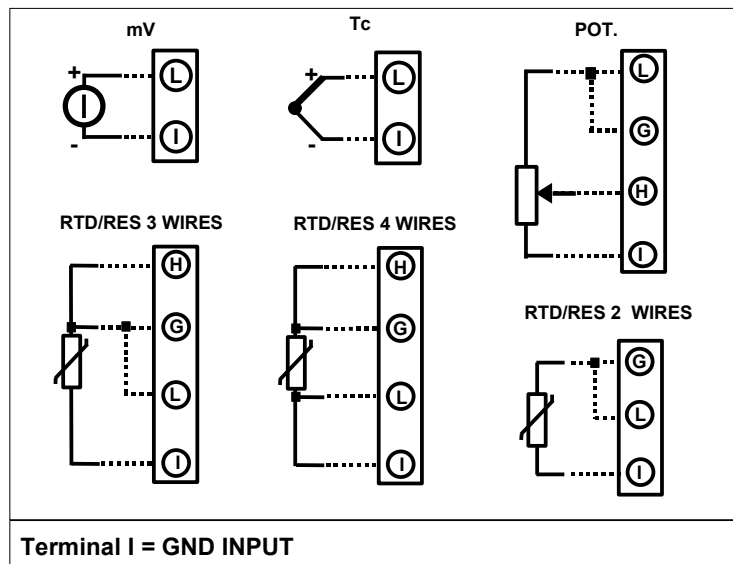 mV
+
L
-
I
Tc
+
L
-
I
POT.
L
G
H
I
RTD/RES 3 WIRES
H
G
L
I
RTD/RES 4 WIRES
H
G
L
I
RTD/RES 2 WIRES
G
L
I
Terminal I = GND INPUT